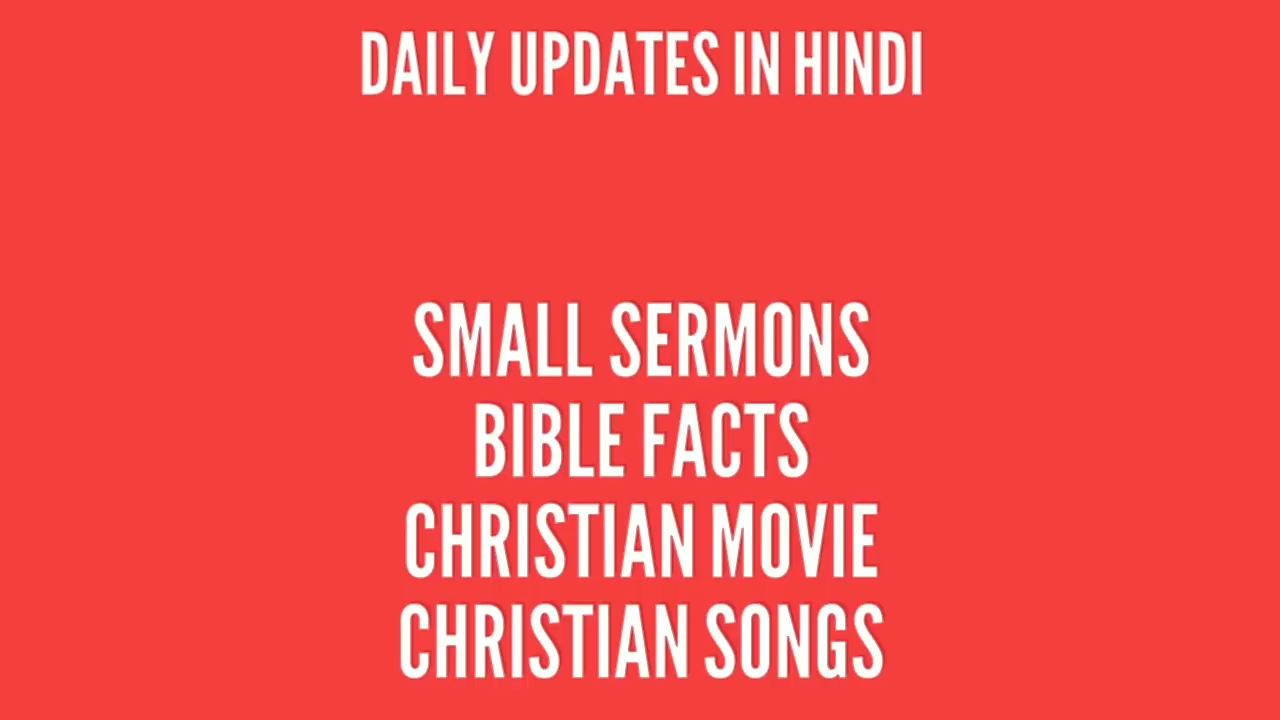 DAILY UPDATES IN HINDI
SMALL SERMONS
BIBLE FACTS
CHRISTIAN MOVIE
CHRISTIAN SONGS